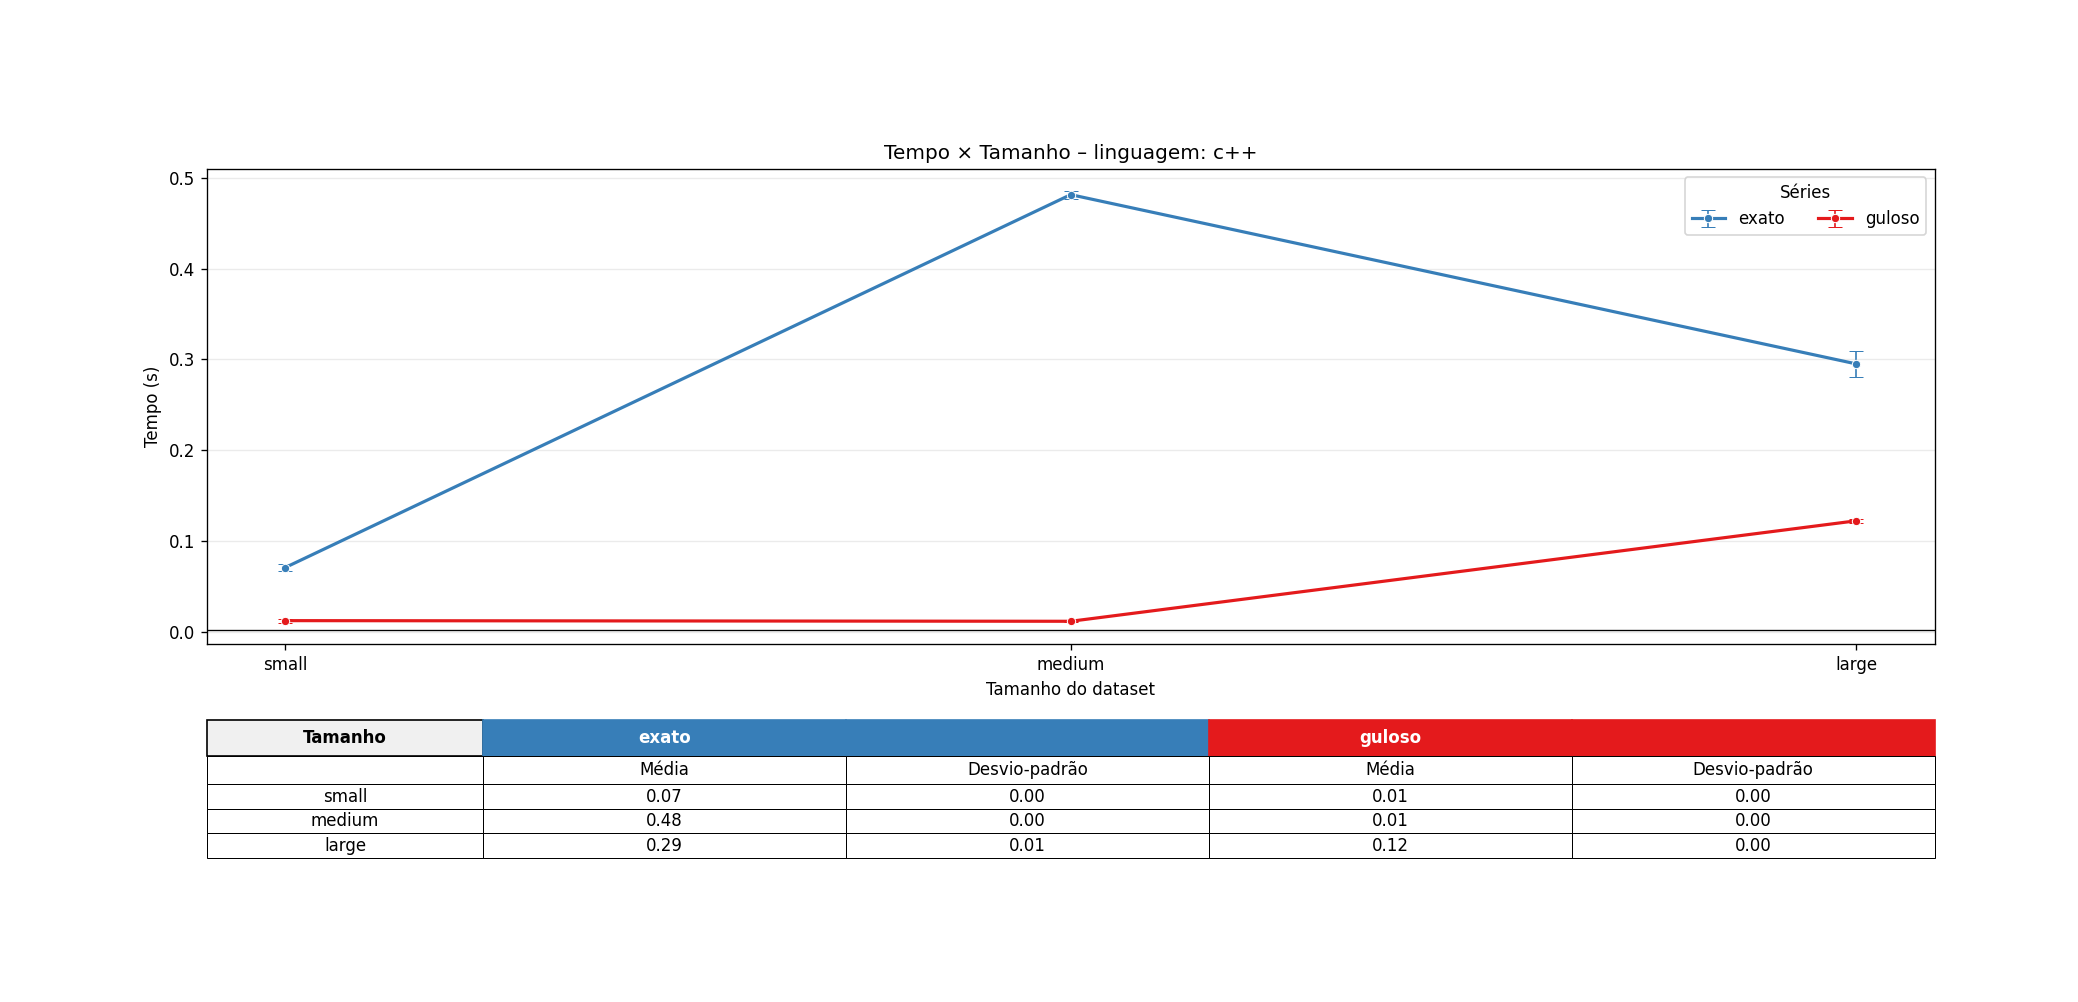 Tempo × Tamanho – linguagem: c++
0.5
0.4
0.3
0.2
0.1
0.0
Tempo (s)
Séries
exato guloso
small medium large
Tamanho do dataset
Tamanho exato guloso
Média Desvio-padrão Média Desvio-padrão
small 0.07 0.00 0.01 0.00
medium 0.48 0.00 0.01 0.00
large 0.29 0.01 0.12 0.00